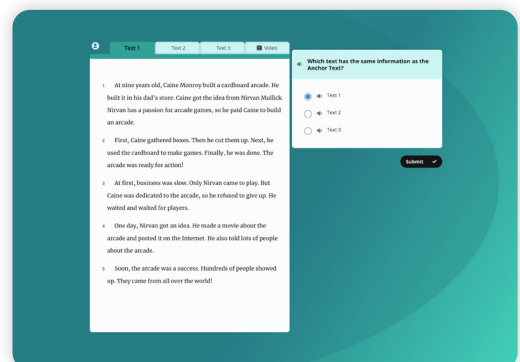 Text 1
Text 2
Text 3
Video
1 At nine years old, Caine Monroy built a cardboard arcade. He
built it in his dad's store. Caine got the idea from Nirvan Mullick.
Nirvan has a passion for arcade games, so he paid Caine to build
an arcade.
2 First, Caine gathered boxes. Then he cut them up. Next, he
used the cardboard to make games. Finally, he was done. The
arcade was ready for action!
3 At first, business was slow. Only Nirvan came to play. But
Caine was dedicated to the arcade, so he refused to give up. He
waited and waited for players.
4 One day, Nirvan got an idea. He made a movie about the
arcade and posted it on the Internet. He also told lots of people
about the arcade.
5 Soon, the arcade was a success. Hundreds of people showed
up. They came from all over the world!
Which text has the same information as the
Anchor Text?
Text 1
Text 2
Text 3
Submit